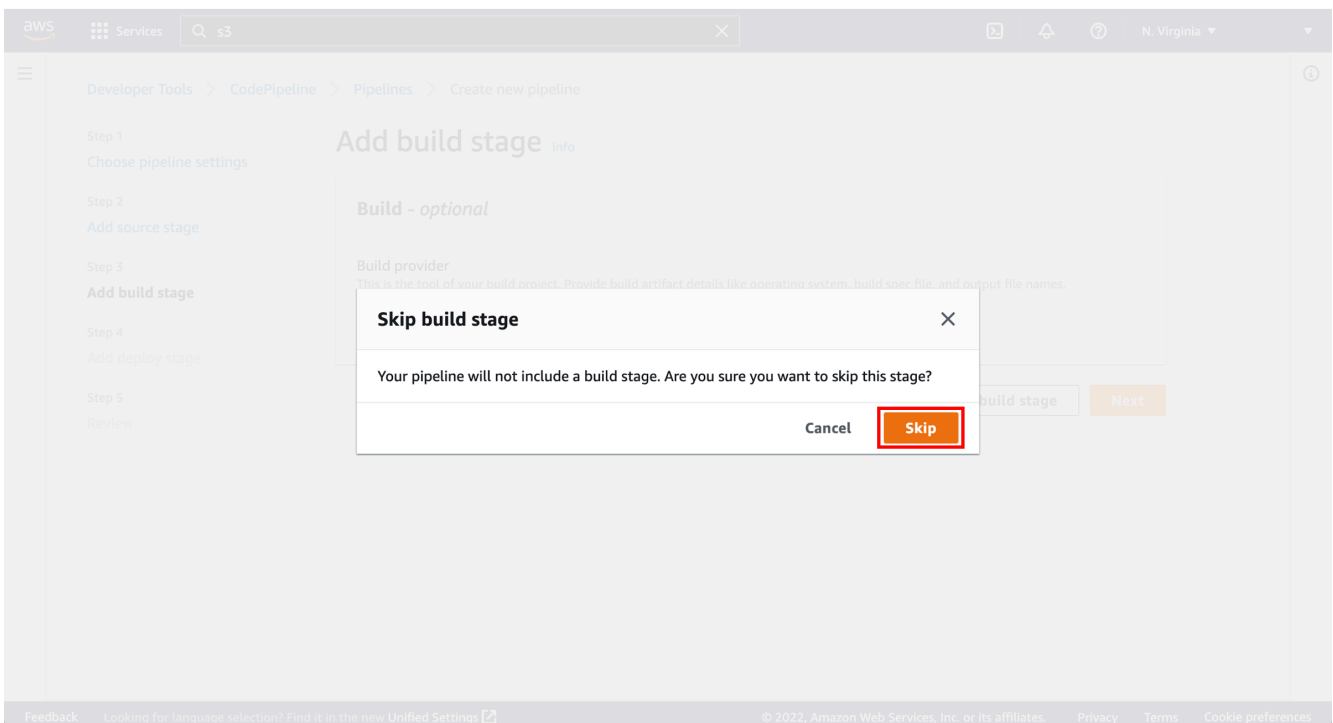 aws Services s3 N. Virginia
Developer Tools > CodePipeline > Pipelines > Create new pipeline
Step 1
Choose pipeline settings
Step 2
Add source stage
Step 3
Add build stage
Step 4
Add deploy stage
Step 5
Review
Add build stage Info
Build - optional
Build provider
This is the tool of your build project. Provide build artifact details like operating system, build spec file, and output file names.
Skip build stage
Your pipeline will not include a build stage. Are you sure you want to skip this stage?
Cancel Skip
build stage Next
Feedback Looking for language selection? Find it in the new Unified Settings © 2022, Amazon Web Services, Inc. or its affiliates. Privacy Terms Cookie preferences